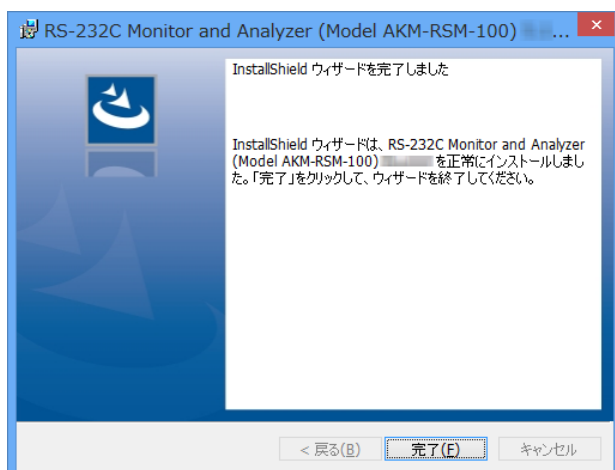 RS-232C Monitor and Analyzer (Model AKM-RSM-100) ...
InstallShield ウィザードを完了しました
InstallShield ウィザードは、RS-232C Monitor and Analyzer
(Model AKM-RSM-100) を正常にインストールしまし
た。「完了」をクリックして、ウィザードを終了してください。
< 戻る(B)
完了(F)
キャンセル